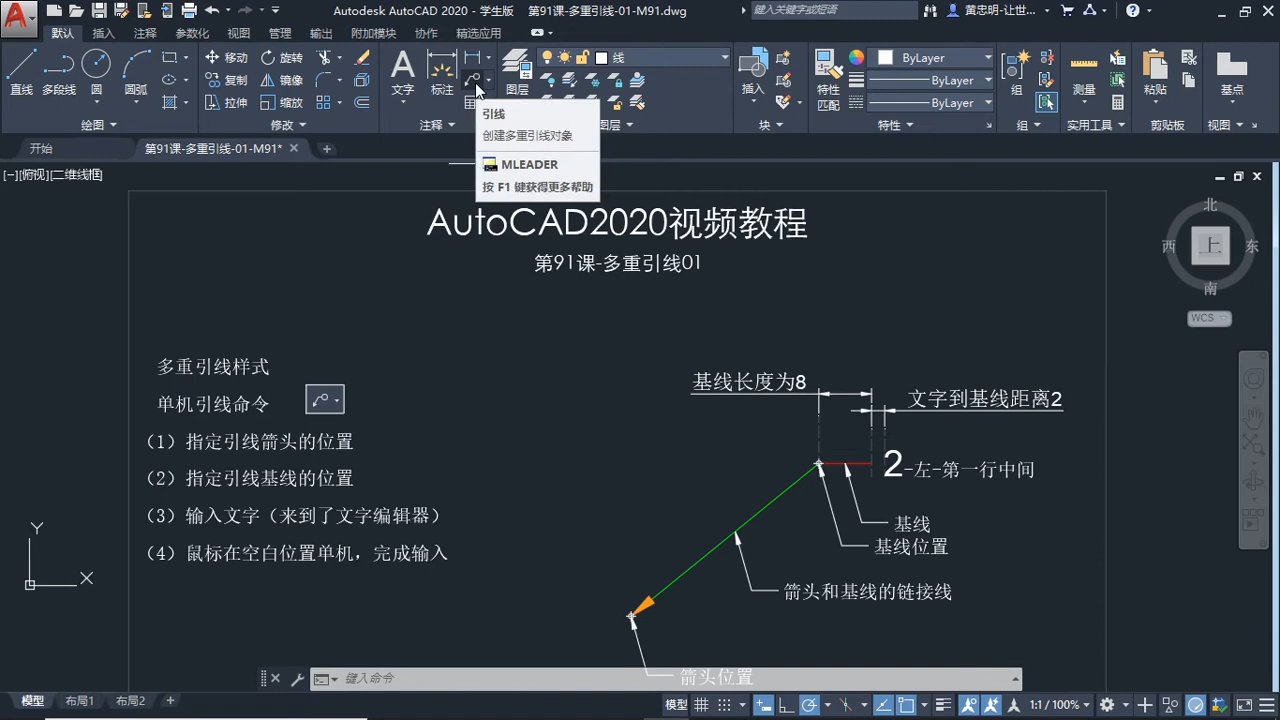 Autodesk AutoCAD 2020 - 学生版 第91课-多重引线-01-M91.dwg
键入关键字或短语
黄志明-让世...
默认 插入 注释 参数化 视图 管理 输出 附加模块 协作 精选应用
直线 多段线 圆 圆弧
移动 旋转
复制 镜像
拉伸 缩放
文字 标注
图层
线
插入
特性
匹配
ByLayer
ByLayer
ByLayer
组
测量
粘贴
基点
绘图 修改 注释 图层 块 特性 组 实用工具 剪贴板 视图
引线
创建多重引线对象
MLEADER
按 F1 键获得更多帮助
开始 第91课-多重引线-01-M91*
[−][俯视][二维线框]
AutoCAD2020视频教程
第91课-多重引线01
北
西 上 东
南
WCS
多重引线样式
单机引线命令
（1）指定引线箭头的位置
（2）指定引线基线的位置
（3）输入文字（来到了文字编辑器）
（4）鼠标在空白位置单机，完成输入
基线长度为8
文字到基线距离2
2-左-第一行中间
基线
基线位置
箭头和基线的链接线
箭头位置
Y
X
键入命令
模型 布局1 布局2
模型
1:1 / 100%